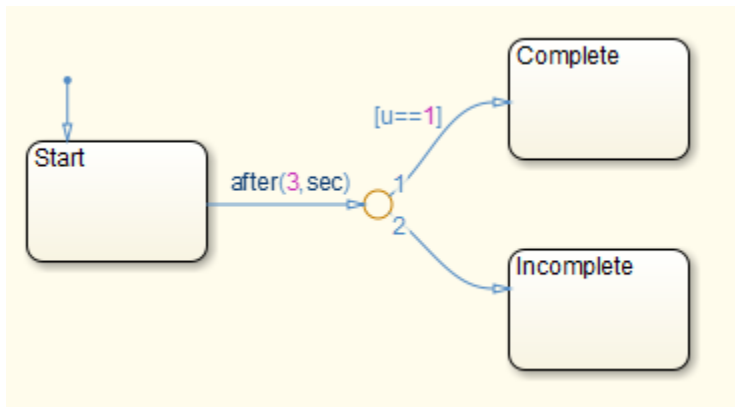 Complete
[u==1]
Start
after(3,sec)
1
2
Incomplete